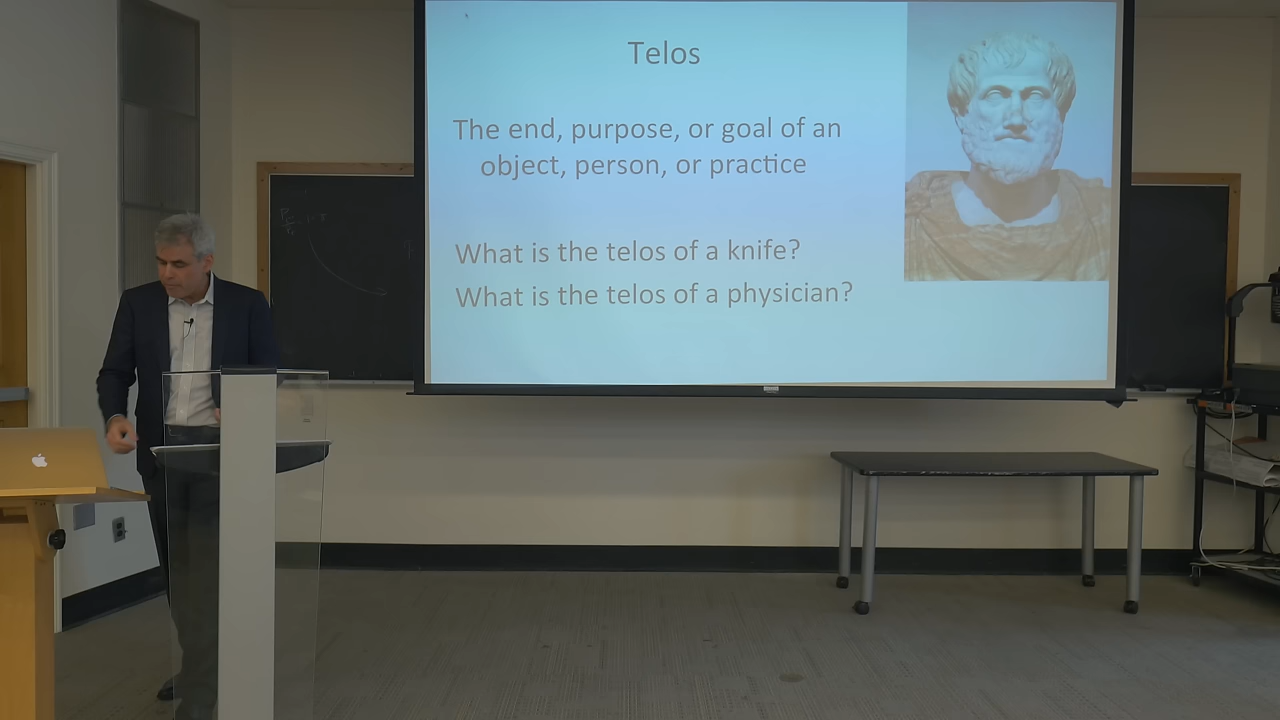 Telos
The end, purpose, or goal of an
object, person, or practice
What is the telos of a knife?
What is the telos of a physician?